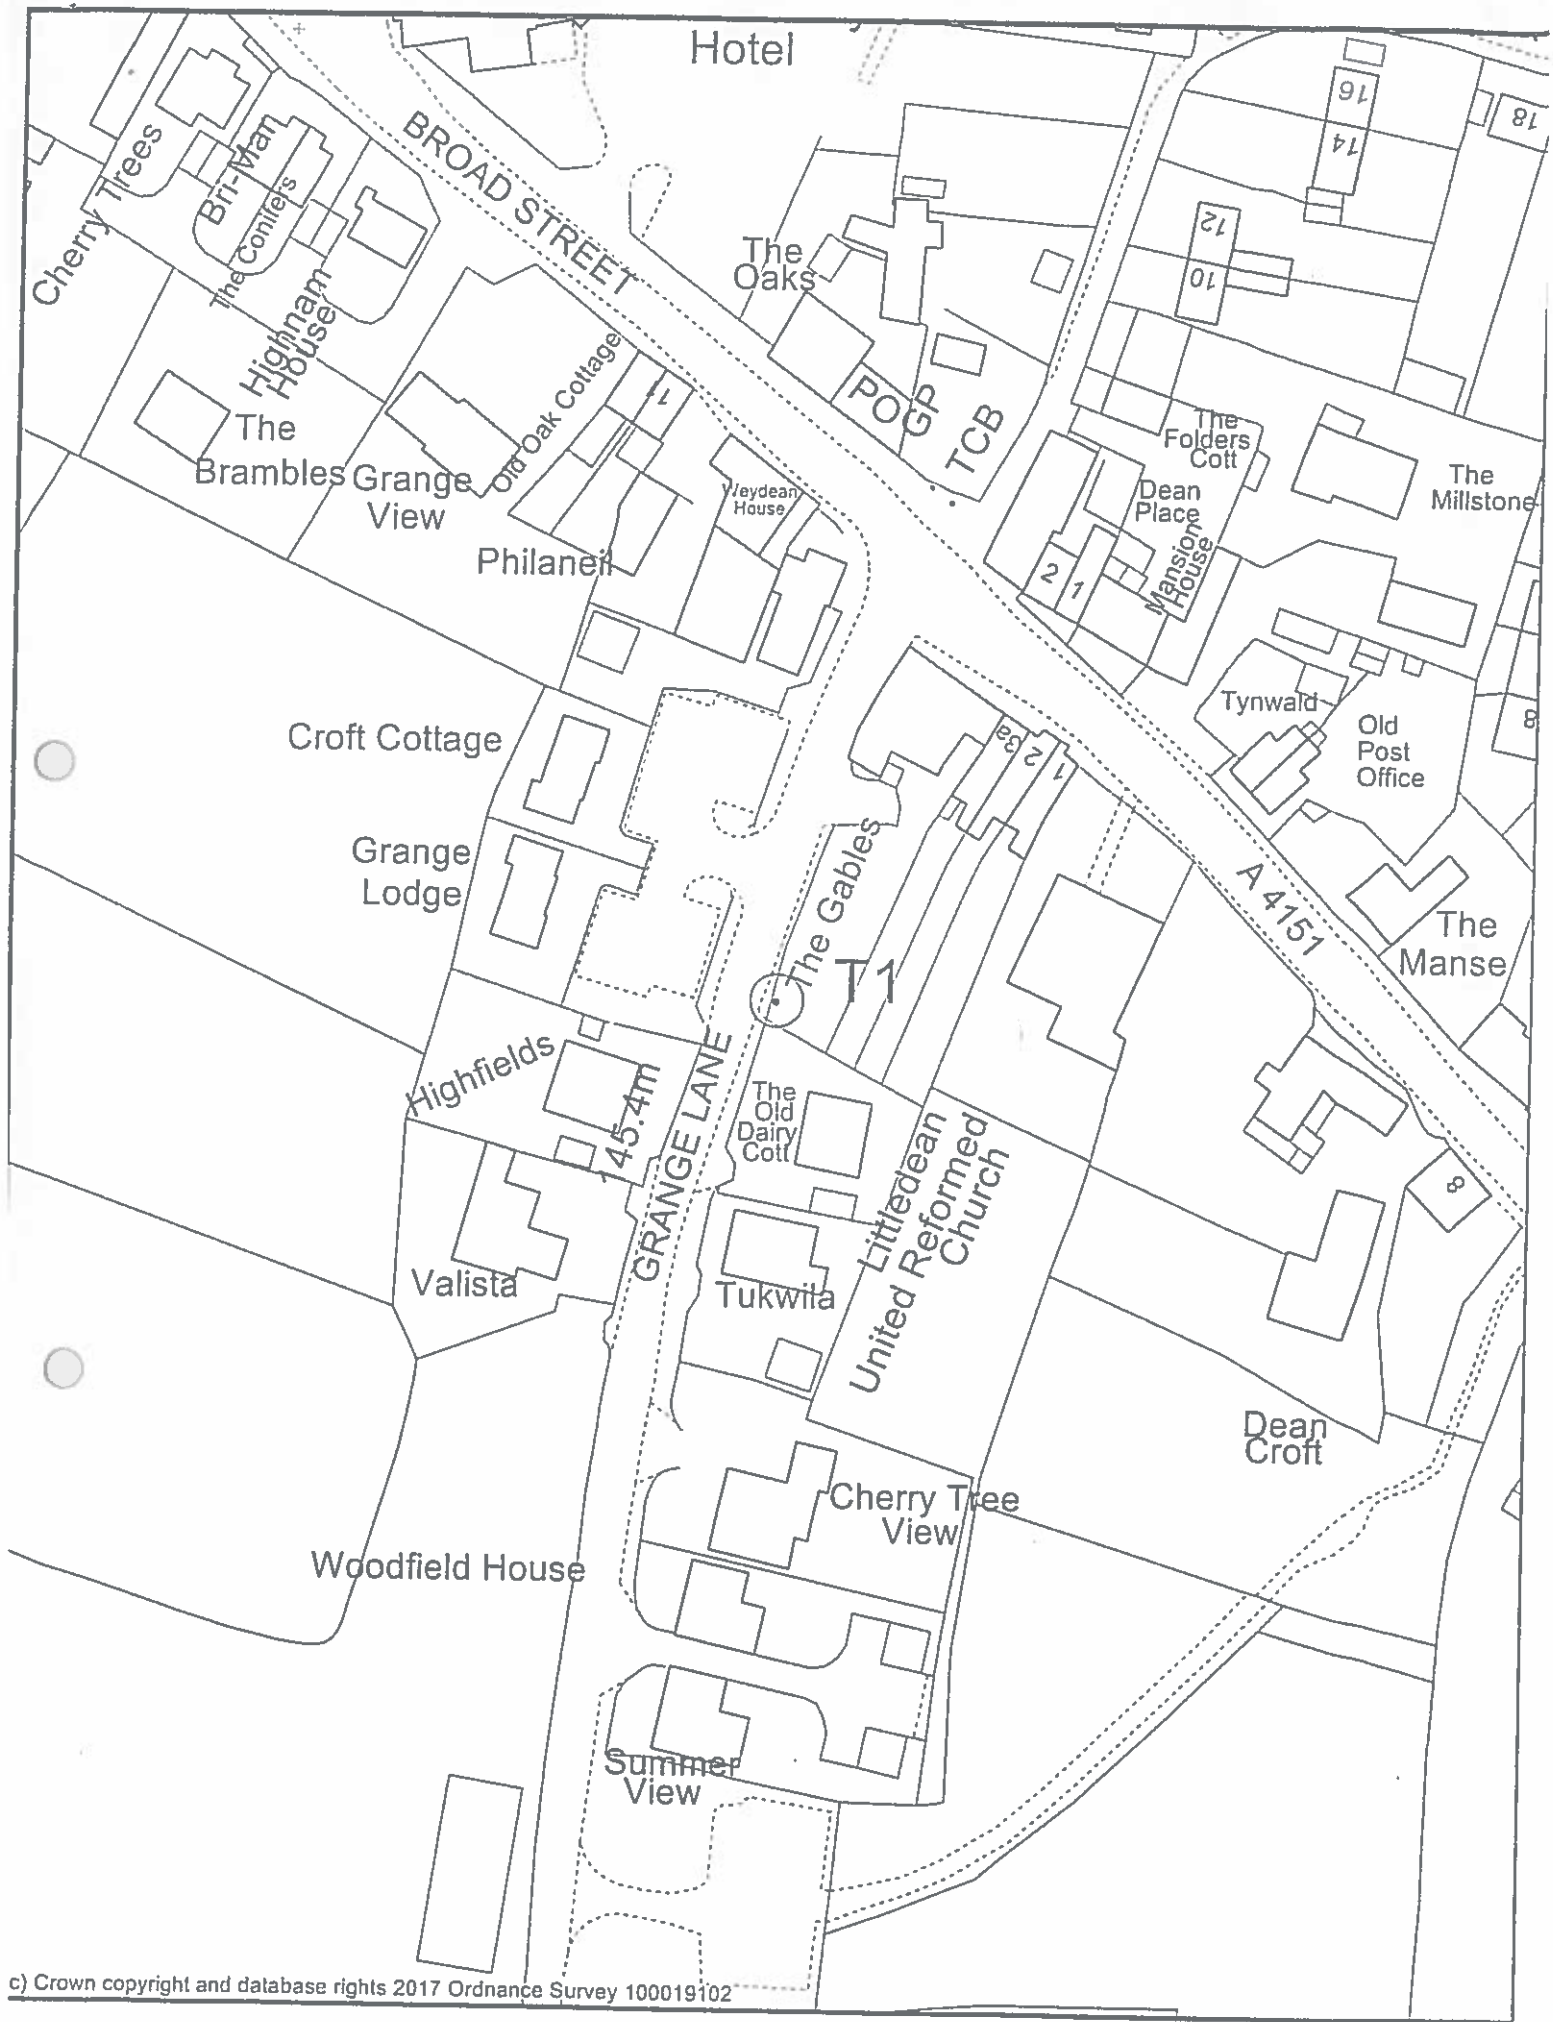 Hotel
16
14
18
12
10
Cherry Trees
Bri-Man
The Conifers
Highnam
House
BROAD STREET
The
Oaks
PO
GP
TCB
The
Brambles
Grange
View
Old Oak Cottage
11
Weydean
House
Philaneil
The
Folders
Cott
Dean
Place
Mansion
House
2
1
The
Millstone
Tynwald
Old
Post
Office
8
Croft Cottage
Grange
Lodge
3a
2
1
The Gables
T1
A 4151
The
Manse
Highfields
145.4m
GRANGE LANE
The
Old
Dairy
Cott
Littledean
United Reformed
Church
8
Valista
Tukwila
Dean
Croft
Cherry Tree
View
Woodfield House
Summer
View
c) Crown copyright and database rights 2017 Ordnance Survey 100019102